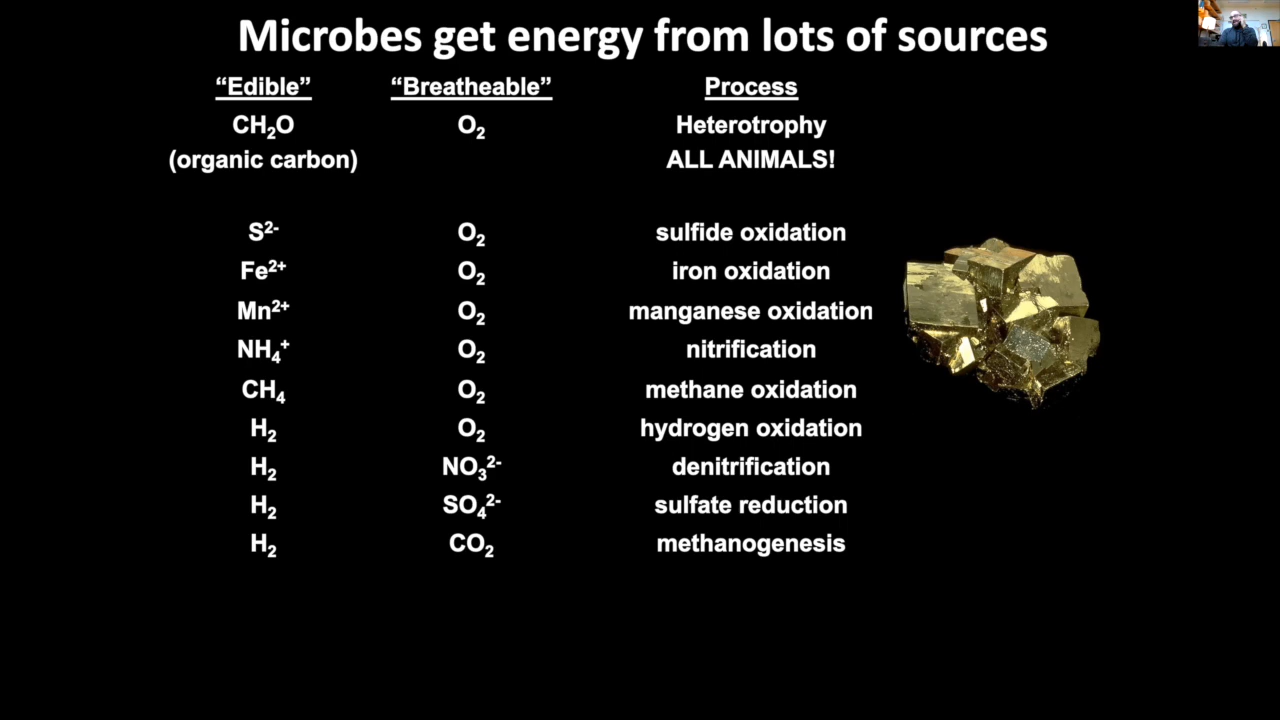 Microbes get energy from lots of sources
“Edible” “Breatheable” Process
CH₂O O₂ Heterotrophy
(organic carbon) ALL ANIMALS!
S²⁻ O₂ sulfide oxidation
Fe²⁺ O₂ iron oxidation
Mn²⁺ O₂ manganese oxidation
NH₄⁺ O₂ nitrification
CH₄ O₂ methane oxidation
H₂ O₂ hydrogen oxidation
H₂ NO₃²⁻ denitrification
H₂ SO₄²⁻ sulfate reduction
H₂ CO₂ methanogenesis